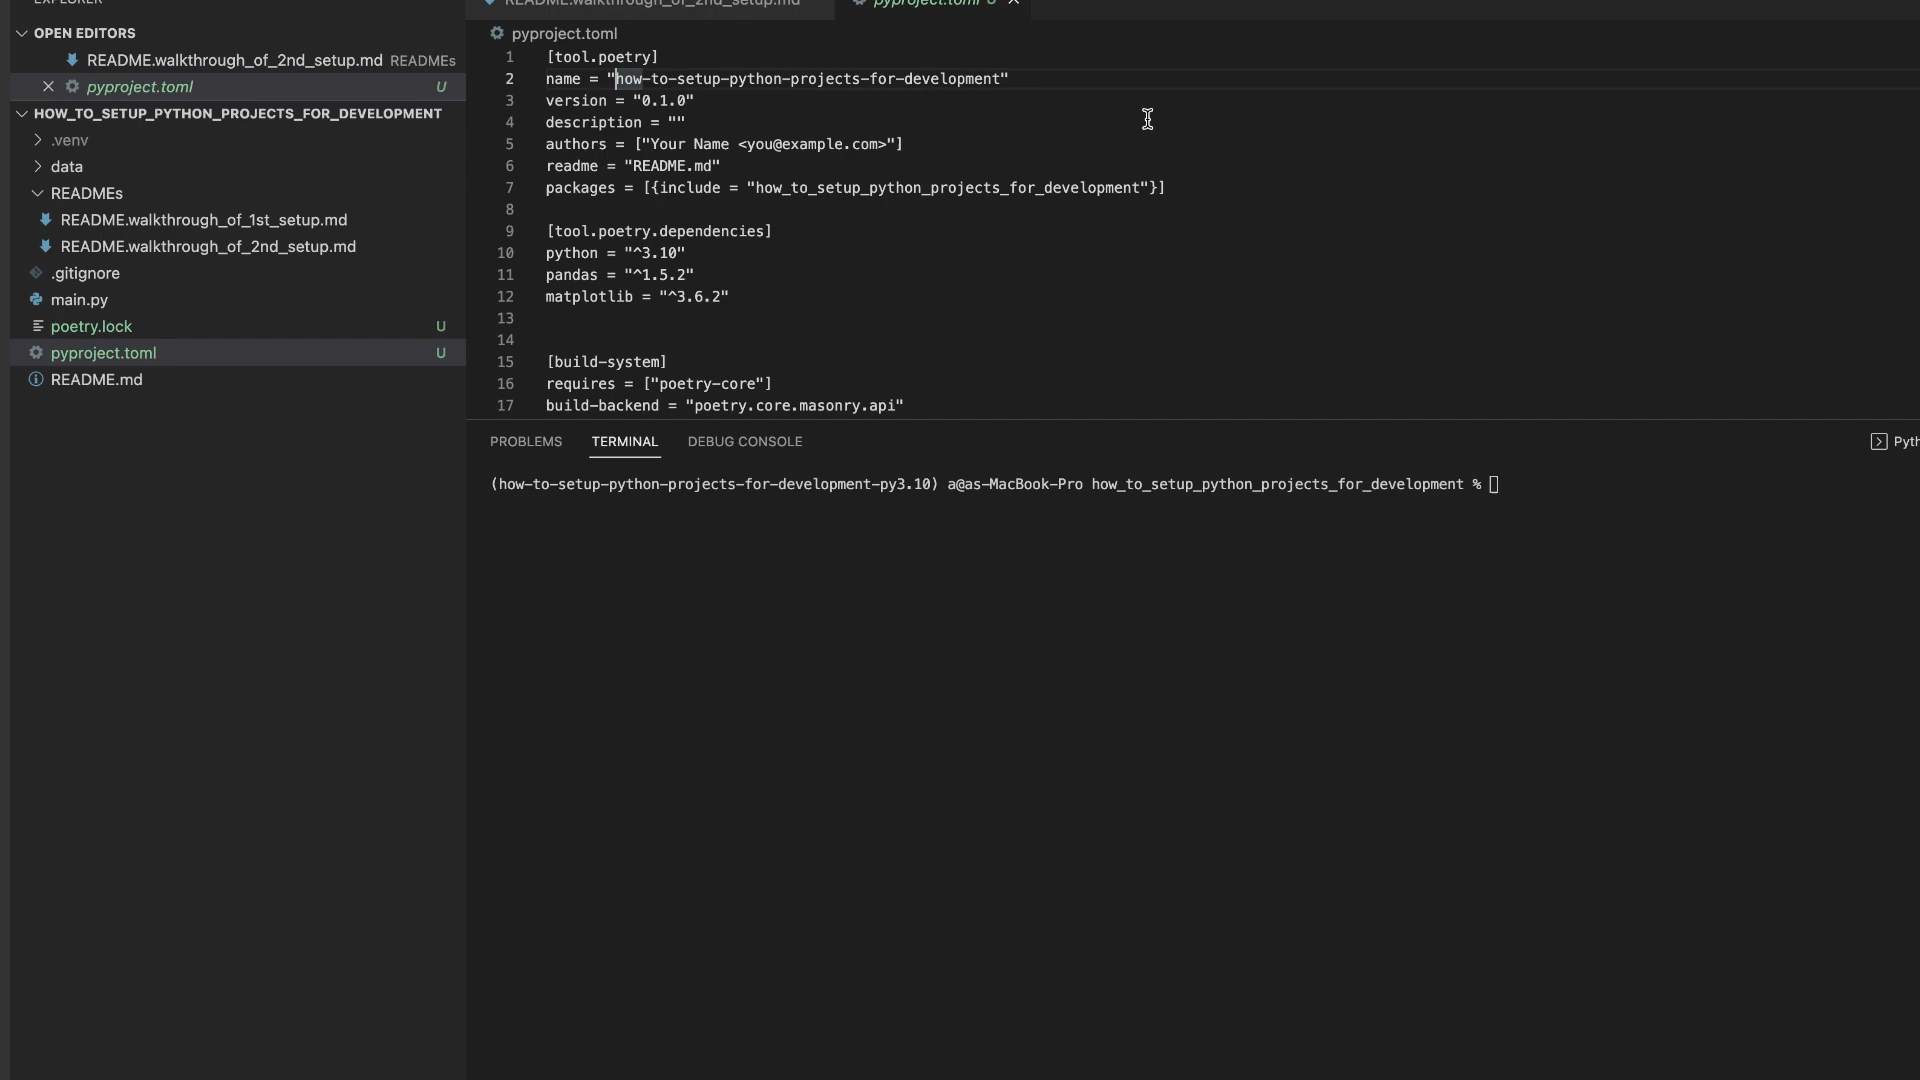 EXPLORER
OPEN EDITORS
README.walkthrough_of_2nd_setup.md READMEs
pyproject.toml U
HOW_TO_SETUP_PYTHON_PROJECTS_FOR_DEVELOPMENT
.venv
data
READMEs
README.walkthrough_of_1st_setup.md
README.walkthrough_of_2nd_setup.md
.gitignore
main.py
poetry.lock U
pyproject.toml U
README.md
README.walkthrough_of_2nd_setup.md
pyproject.toml U
pyproject.toml
1 [tool.poetry]
2 name = "how-to-setup-python-projects-for-development"
3 version = "0.1.0"
4 description = ""
5 authors = ["Your Name <you@example.com>"]
6 readme = "README.md"
7 packages = [{include = "how_to_setup_python_projects_for_development"}]
8
9 [tool.poetry.dependencies]
10 python = "^3.10"
11 pandas = "^1.5.2"
12 matplotlib = "^3.6.2"
13
14
15 [build-system]
16 requires = ["poetry-core"]
17 build-backend = "poetry.core.masonry.api"
PROBLEMS TERMINAL DEBUG CONSOLE
Pyth
(how-to-setup-python-projects-for-development-py3.10) a@as-MacBook-Pro how_to_setup_python_projects_for_development %